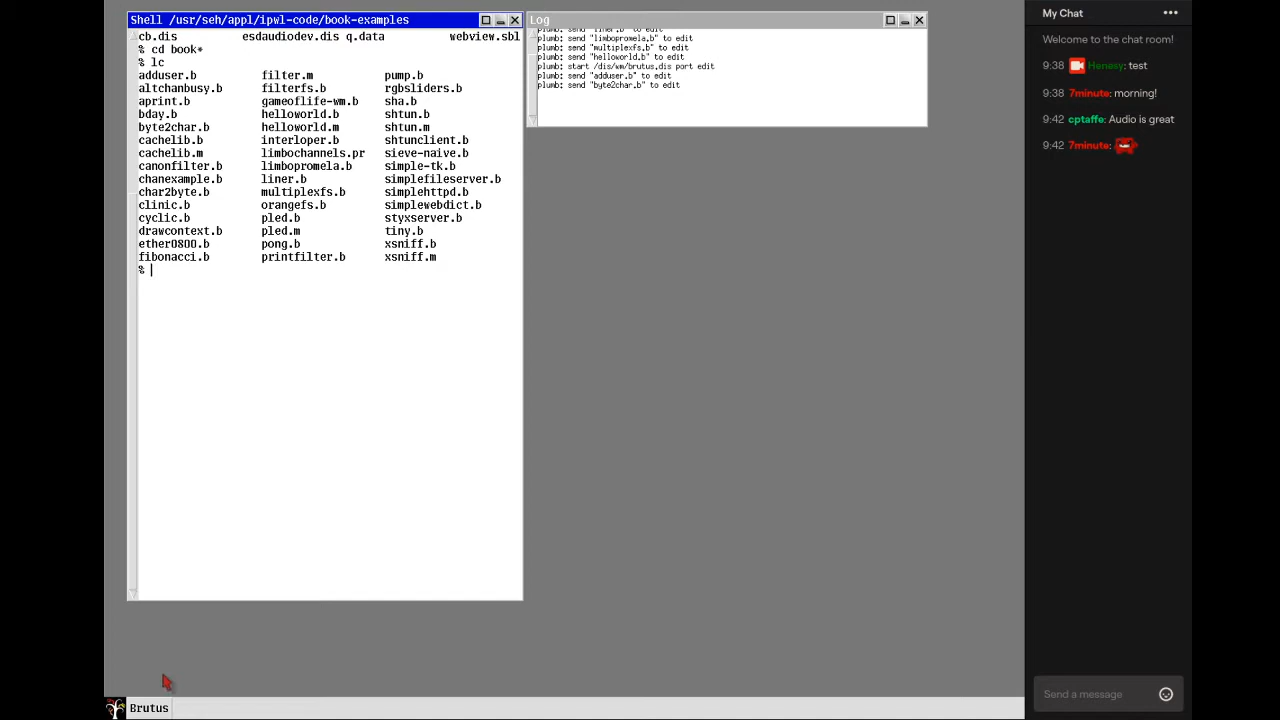 Shell /usr/seh/appl/ipwl-code/book-examples
cb.dis esdaudiodev.dis q.data webview.sbl
% cd book*
% lc
adduser.b filter.m pump.b
altchanbusy.b filterfs.b rgbsliders.b
aprint.b gameoflife-wm.b sha.b
bday.b helloworld.b shtun.b
byte2char.b helloworld.m shtun.m
cachelib.b interloper.b shtunclient.b
cachelib.m limbochannels.pr sieve-naive.b
canonfilter.b limbopromela.b simple-tk.b
chanexample.b liner.b simplefileserver.b
char2byte.b multiplexfs.b simplehttpd.b
clinic.b orangefs.b simplewebdict.b
cyclic.b pled.b styxserver.b
drawcontext.b pled.m tiny.b
ether0800.b pong.b xsniff.b
fibonacci.b printfilter.b xsniff.m
%
Log
plumb: send "liner.b" to edit
plumb: send "limbopromela.b" to edit
plumb: send "multiplexfs.b" to edit
plumb: send "helloworld.b" to edit
plumb: start /dis/wm/brutus.dis port edit
plumb: send "adduser.b" to edit
plumb: send "byte2char.b" to edit
Brutus
My Chat
Welcome to the chat room!
9:38 Henesy: test
9:38 7minute: morning!
9:42 cptaffe: Audio is great
9:42 7minute:
Send a message